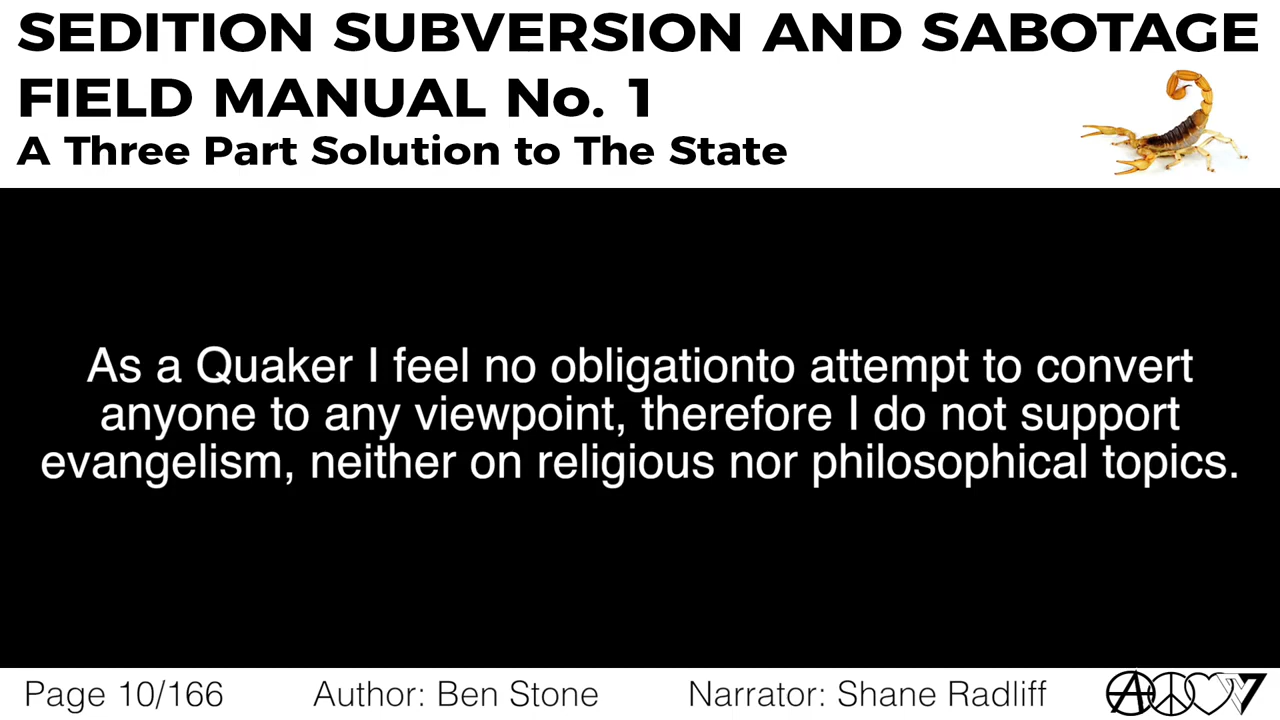 SEDITION SUBVERSION AND SABOTAGE
FIELD MANUAL No. 1
A Three Part Solution to The State
As a Quaker I feel no obligationto attempt to convert
anyone to any viewpoint, therefore I do not support
evangelism, neither on religious nor philosophical topics.
Page 10/166 Author: Ben Stone Narrator: Shane Radliff